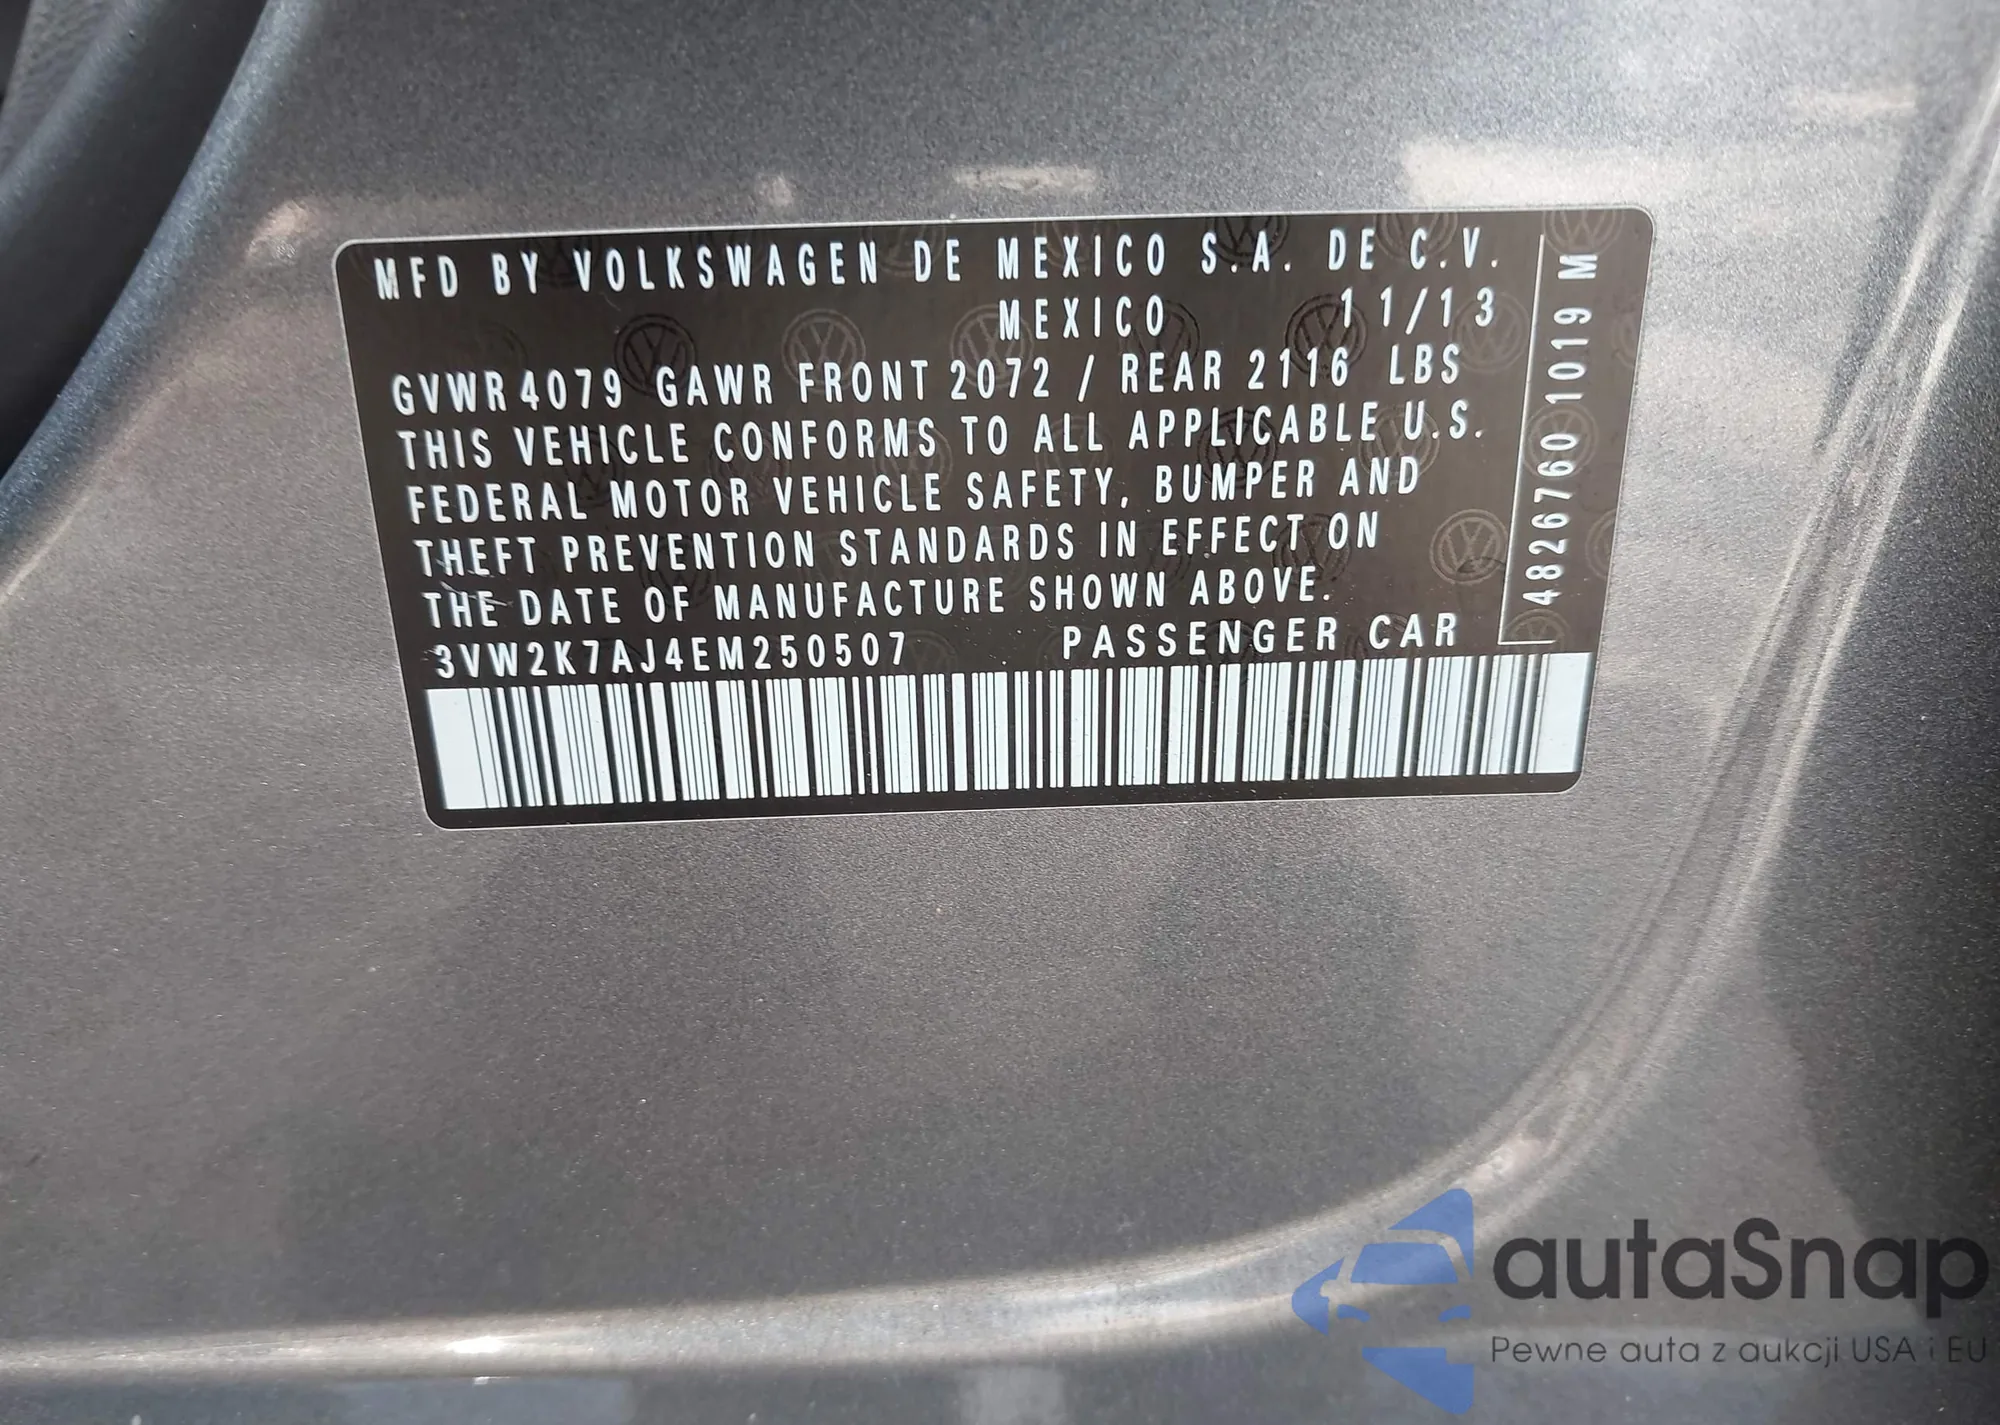 MFD BY VOLKSWAGEN DE MEXICO S.A. DE C.V.
MEXICO 11/13
GVWR 4079 GAWR FRONT 2072 / REAR 2116 LBS
THIS VEHICLE CONFORMS TO ALL APPLICABLE U.S.
FEDERAL MOTOR VEHICLE SAFETY, BUMPER AND
THEFT PREVENTION STANDARDS IN EFFECT ON
THE DATE OF MANUFACTURE SHOWN ABOVE.
3VW2K7AJ4EM250507 PASSENGER CAR
4826760 1019 M
autaSnap
Pewne auta z aukcji USA i EU